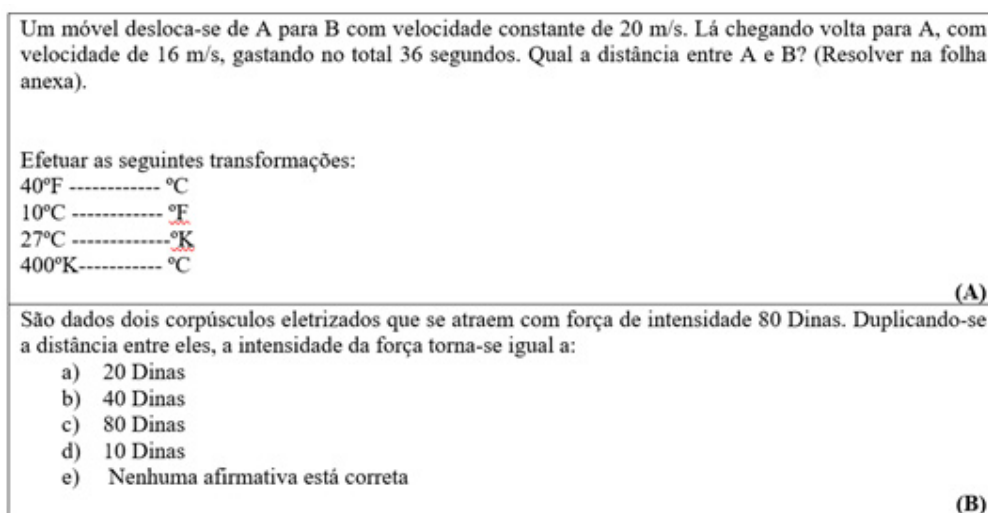 Um móvel desloca-se de A para B com velocidade constante de 20 m/s. Lá chegando volta para A, com
velocidade de 16 m/s, gastando no total 36 segundos. Qual a distância entre A e B? (Resolver na folha
anexa).
Efetuar as seguintes transformações:
40ºF ------------ ºC
10ºC ------------ ºF
27ºC -------------ºK
400ºK----------- ºC
(A)
São dados dois corpúsculos eletrizados que se atraem com força de intensidade 80 Dinas. Duplicando-se
a distância entre eles, a intensidade da força torna-se igual a:
a) 20 Dinas
b) 40 Dinas
c) 80 Dinas
d) 10 Dinas
e) Nenhuma afirmativa está correta
(B)